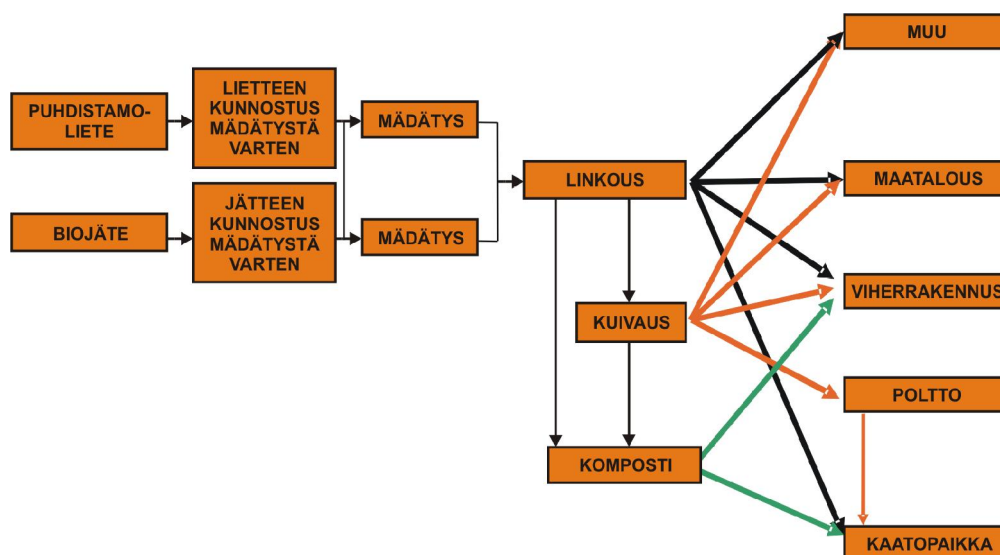 PUHDISTAMO-
LIETE
LIETTEEN
KUNNOSTUS
MÄDÄTYSTÄ
VARTEN
MÄDÄTYS
BIOJÄTE
JÄTTEEN
KUNNOSTUS
MÄDÄTYSTÄ
VARTEN
MÄDÄTYS
LINKOUS
KUIVAUS
KOMPOSTI
MUU
MAATALOUS
VIHERRAKENNUS
POLTTO
KAATOPAIKKA